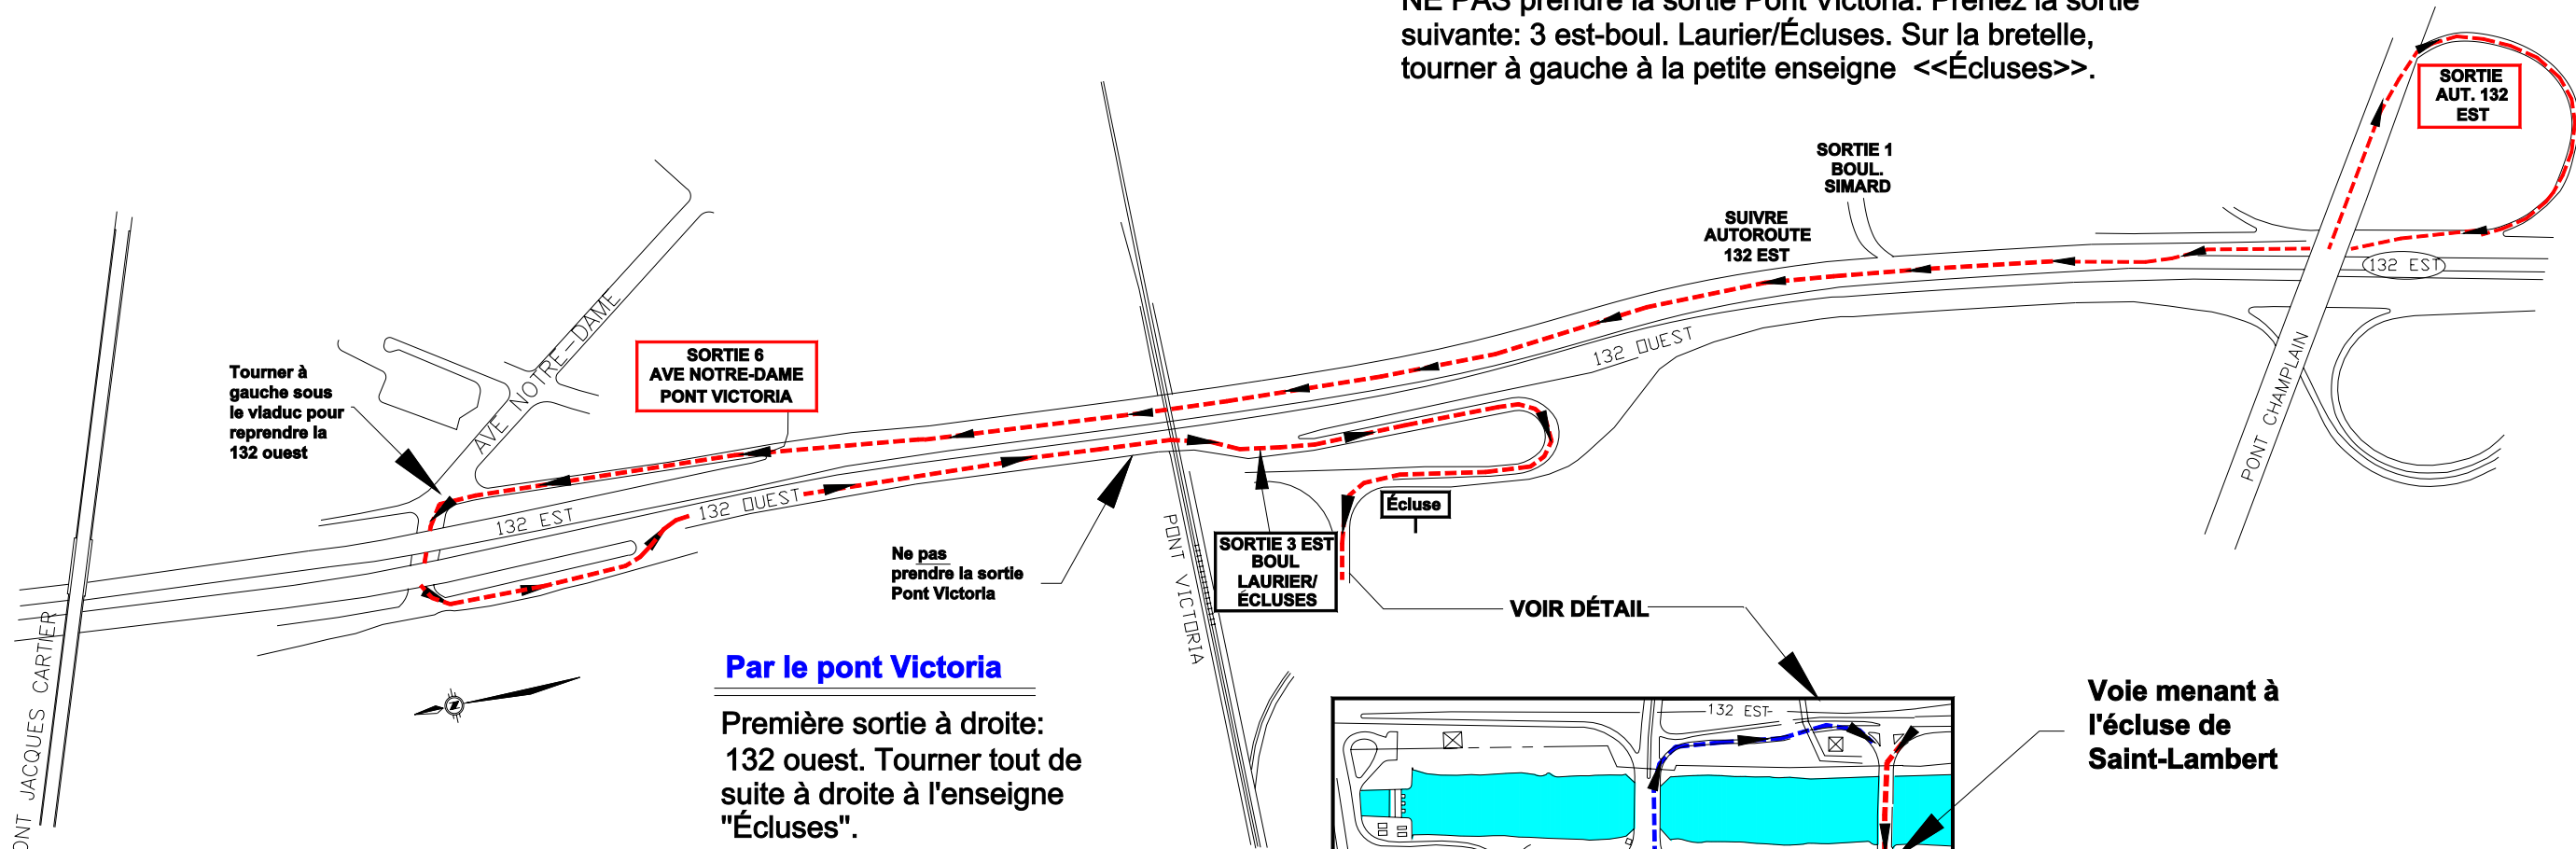 NE PAS prendre la sortie Pont Victoria. Prenez la sortie
suivante: 3 est-boul. Laurier/Écluses. Sur la bretelle,
tourner à gauche à la petite enseigne <<Écluses>>.
SORTIE
AUT. 132
EST
SORTIE 1
BOUL.
SIMARD
SUIVRE
AUTOROUTE
132 EST
132 EST
132 OUEST
PONT CHAMPLAIN
AVE NOTRE-DAME
Tourner à
gauche sous
le viaduc pour
reprendre la
132 ouest
SORTIE 6
AVE NOTRE-DAME
PONT VICTORIA
132 EST
132 OUEST
Écluse
Ne pas
prendre la sortie
Pont Victoria
PONT VICTORIA
SORTIE 3 EST
BOUL
LAURIER/
ÉCLUSES
VOIR DÉTAIL
PONT JACQUES CARTIER
Par le pont Victoria
Première sortie à droite:
132 ouest. Tourner tout de
suite à droite à l'enseigne
"Écluses".
Z
132 EST
Voie menant à
l'écluse de
Saint-Lambert